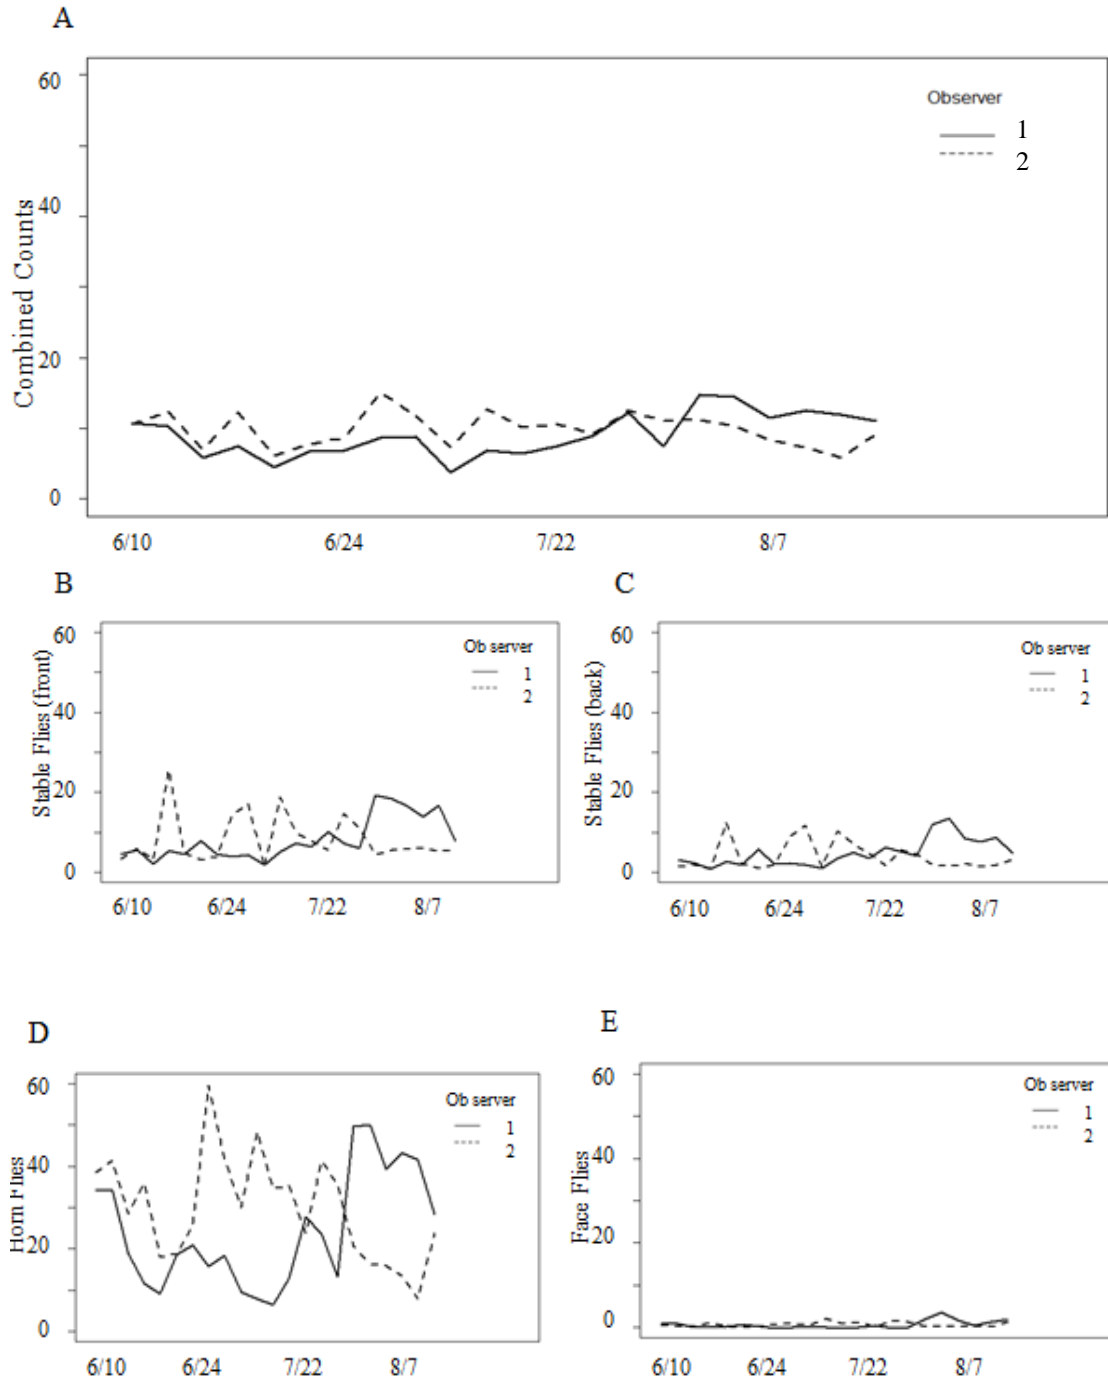 A
60
40
20
0
Combined Counts
Observer
1
2
6/10 6/24 7/22 8/7
B
60
40
20
0
Stable Flies (front)
Ob server
1
2
6/10 6/24 7/22 8/7
C
60
40
20
0
Stable Flies (back)
Ob server
1
2
6/10 6/24 7/22 8/7
D
60
40
20
0
Horn Flies
Ob server
1
2
6/10 6/24 7/22 8/7
E
60
40
20
0
Face Flies
Ob server
1
2
6/10 6/24 7/22 8/7